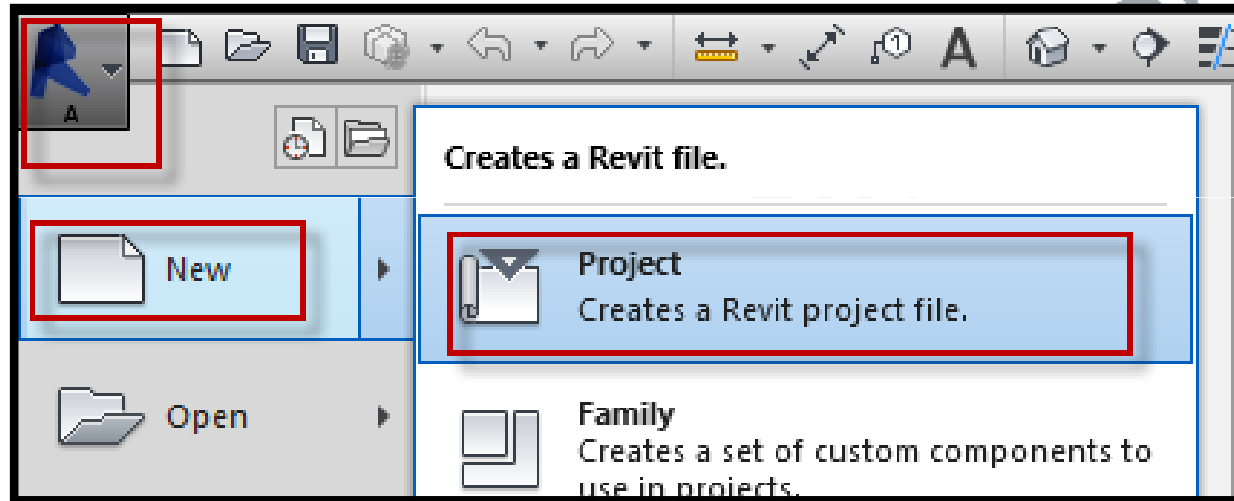 1
A
A
Creates a Revit file.
New
Project
Creates a Revit project file.
Open
Family
Creates a set of custom components to
use in projects.